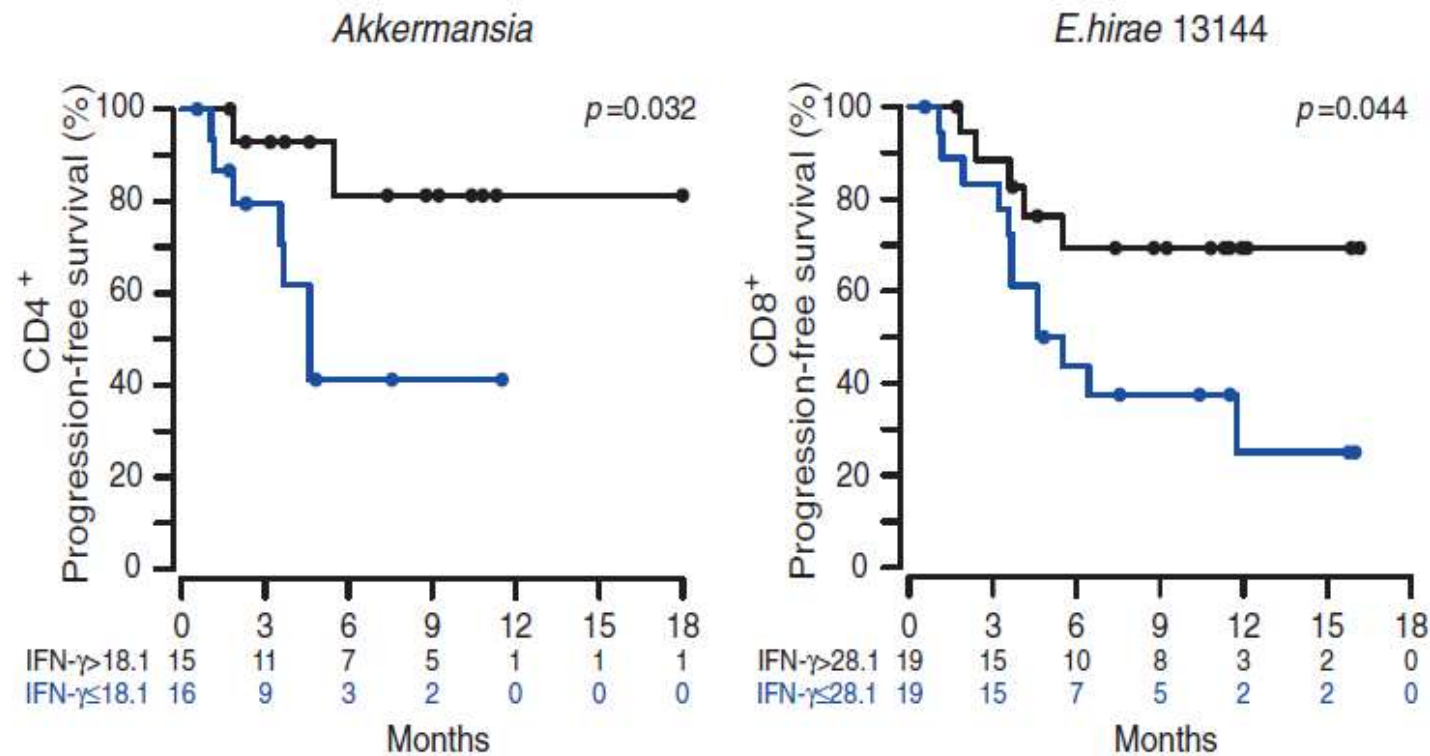 Akkermansia
CD4+
Progression-free survival (%)
p=0.032
100
80
60
40
20
0
0 3 6 9 12 15 18
IFN-γ>18.1 15 11 7 5 1 1 1
IFN-γ≤18.1 16 9 3 2 0 0 0
Months
E.hirae 13144
CD8+
Progression-free survival (%)
p=0.044
100
80
60
40
20
0
0 3 6 9 12 15 18
IFN-γ>28.1 19 15 10 8 3 2 0
IFN-γ≤28.1 19 15 7 5 2 2 0
Months